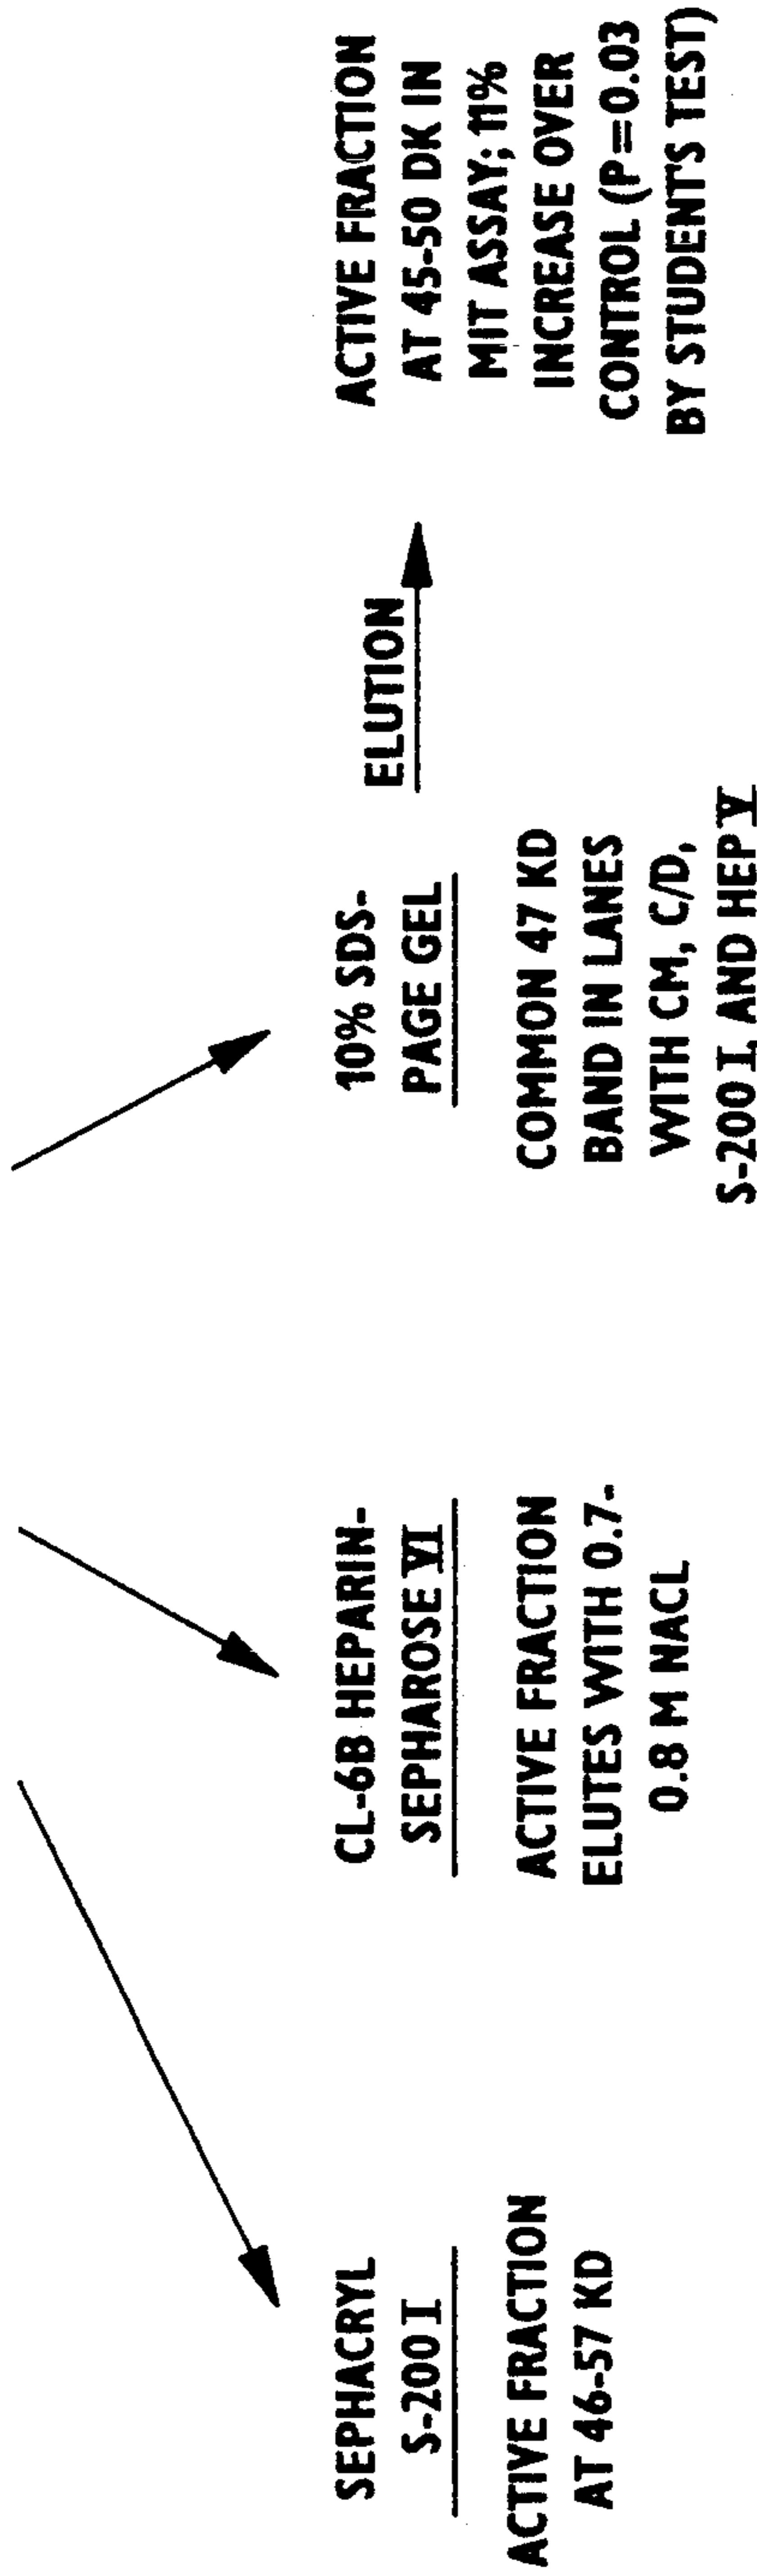 SEPHACRYL
S-200 I
ACTIVE FRACTION
AT 46-57 KD
CL-6B HEPARIN-
SEPHAROSE VI
ACTIVE FRACTION
ELUTES WITH 0.7-
0.8 M NACL
10% SDS-
PAGE GEL
COMMON 47 KD
BAND IN LANES
WITH CM, C/D,
S-200 I, AND HEP V
ELUTION
ACTIVE FRACTION
AT 45-50 DK IN
MIT ASSAY; 11%
INCREASE OVER
CONTROL (P=0.03
BY STUDENT'S TEST)